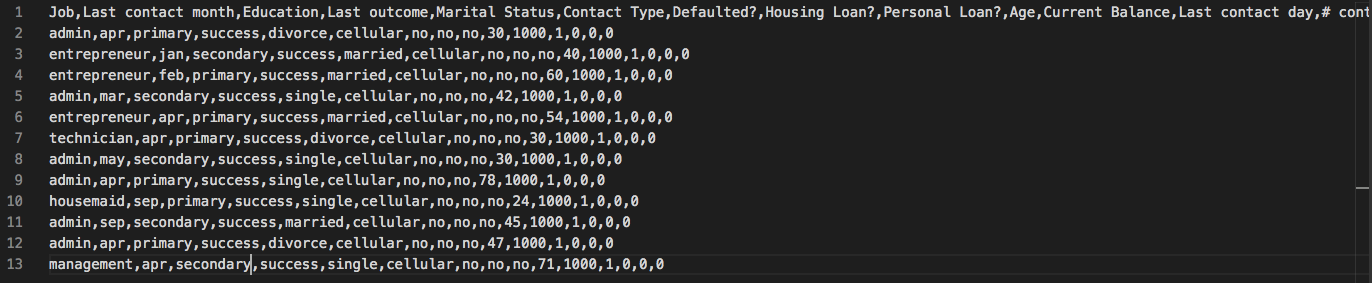 1 Job,Last contact month,Education,Last outcome,Marital Status,Contact Type,Defaulted?,Housing Loan?,Personal Loan?,Age,Current Balance,Last contact day,# cont
2 admin,apr,primary,success,divorce,cellular,no,no,no,30,1000,1,0,0,0
3 entrepreneur,jan,secondary,success,married,cellular,no,no,no,40,1000,1,0,0,0
4 entrepreneur,feb,primary,success,married,cellular,no,no,no,60,1000,1,0,0,0
5 admin,mar,secondary,success,single,cellular,no,no,no,42,1000,1,0,0,0
6 entrepreneur,apr,primary,success,married,cellular,no,no,no,54,1000,1,0,0,0
7 technician,apr,primary,success,divorce,cellular,no,no,no,30,1000,1,0,0,0
8 admin,may,secondary,success,single,cellular,no,no,no,30,1000,1,0,0,0
9 admin,apr,primary,success,single,cellular,no,no,no,78,1000,1,0,0,0
10 housemaid,sep,primary,success,single,cellular,no,no,no,24,1000,1,0,0,0
11 admin,sep,secondary,success,married,cellular,no,no,no,45,1000,1,0,0,0
12 admin,apr,primary,success,divorce,cellular,no,no,no,47,1000,1,0,0,0
13 management,apr,secondary,success,single,cellular,no,no,no,71,1000,1,0,0,0